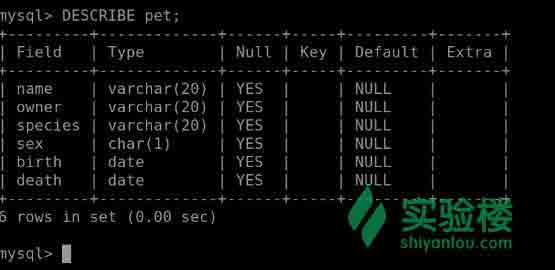 mysql> DESCRIBE pet;
+---------+-------------+------+-----+---------+-------+
| Field   | Type        | Null | Key | Default | Extra |
+---------+-------------+------+-----+---------+-------+
| name    | varchar(20) | YES  |     | NULL    |       |
| owner   | varchar(20) | YES  |     | NULL    |       |
| species | varchar(20) | YES  |     | NULL    |       |
| sex     | char(1)     | YES  |     | NULL    |       |
| birth   | date        | YES  |     | NULL    |       |
| death   | date        | YES  |     | NULL    |       |
+---------+-------------+------+-----+---------+-------+
6 rows in set (0.00 sec)
mysql>
实验楼
shiyanlou.com